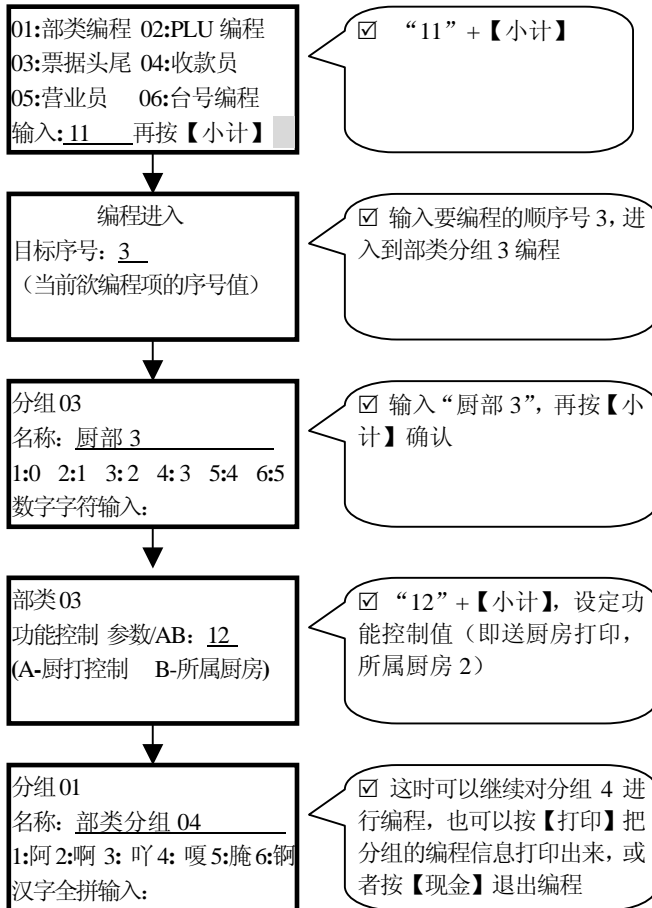 01:部类编程 02:PLU 编程
03:票据头尾 04:收款员
05:营业员 06:台号编程
输入:11 再按【小计】
☑ “11”+【小计】
编程进入
目标序号：3
（当前欲编程项的序号值）
☑ 输入要编程的顺序号 3，进
入到部类分组 3 编程
分组 03
名称：厨部 3
1:0 2:1 3:2 4:3 5:4 6:5
数字字符输入：
☑ 输入“厨部 3”，再按【小
计】确认
部类 03
功能控制 参数/AB：12
(A-厨打控制 B-所属厨房)
☑ “12”+【小计】，设定功
能控制值（即送厨房打印，
所属厨房 2）
分组 01
名称：部类分组 04
1:阿 2:啊 3: 吖 4: 嗄 5:腌 6:锕
汉字全拼输入：
☑ 这时可以继续对分组 4 进
行编程，也可以按【打印】把
分组的编程信息打印出来，或
者按【现金】退出编程